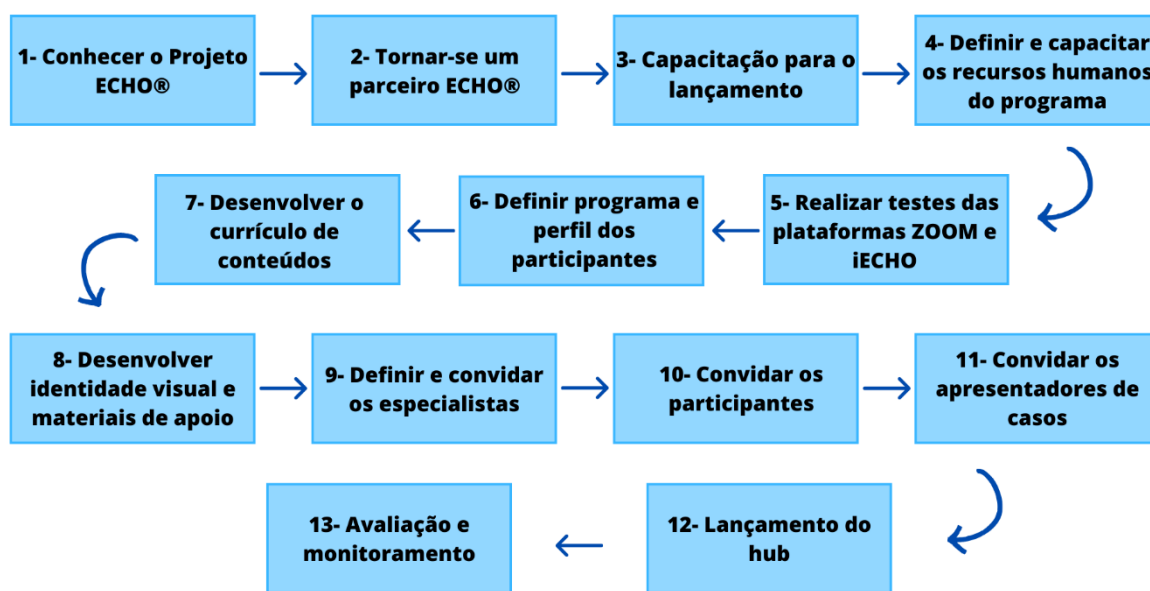 1- Conhecer o Projeto
ECHO®
2- Tornar-se um
parceiro ECHO®
3- Capacitação para o
lançamento
4- Definir e capacitar
os recursos humanos
do programa
5- Realizar testes das
plataformas ZOOM e
iECHO
6- Definir programa e
perfil dos
participantes
7- Desenvolver o
currículo de
conteúdos
8- Desenvolver
identidade visual e
materiais de apoio
9- Definir e convidar
os especialistas
10- Convidar os
participantes
11- Convidar os
apresentadores de
casos
12- Lançamento do
hub
13- Avaliação e
monitoramento